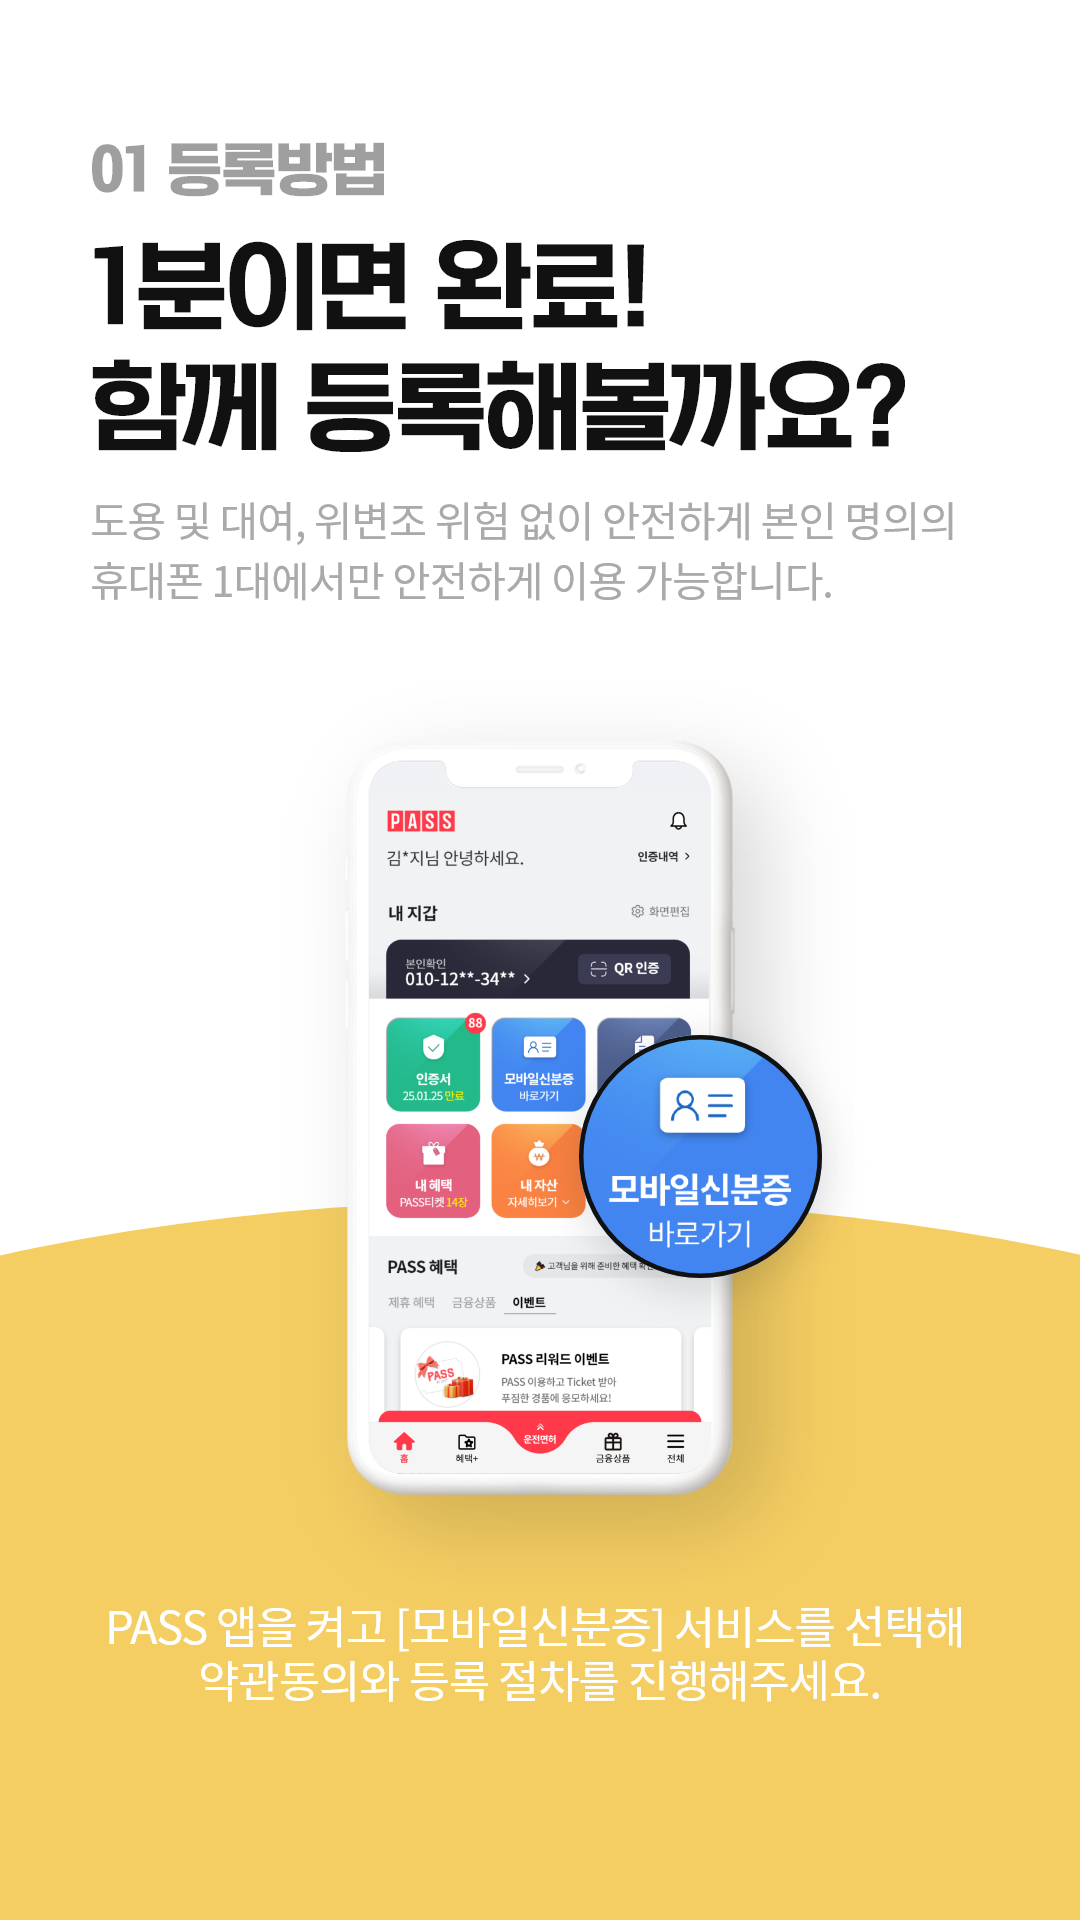 01 등록방법
1분이면 완료!
함께 등록해볼까요?
도용 및 대여, 위변조 위험 없이 안전하게 본인 명의의
휴대폰 1대에서만 안전하게 이용 가능합니다.
PASS
김*지님 안녕하세요.
인증내역 >
내 지갑
화면편집
본인확인
010-12**-34** >
QR 인증
88
인증서
25.01.25 만료
모바일신분증
바로가기
내 혜택
PASS티켓 14장
내 자산
자세히보기
모바일신분증
바로가기
PASS 혜택
고객님을 위해 준비한 혜택
제휴 혜택 금융상품 이벤트
PASS
PASS 리워드 이벤트
PASS 이용하고 Ticket 받아
푸짐한 경품에 응모하세요!
홈
혜택+
운전면허
금융상품
전체
PASS 앱을 켜고 [모바일신분증] 서비스를 선택해
약관동의와 등록 절차를 진행해주세요.